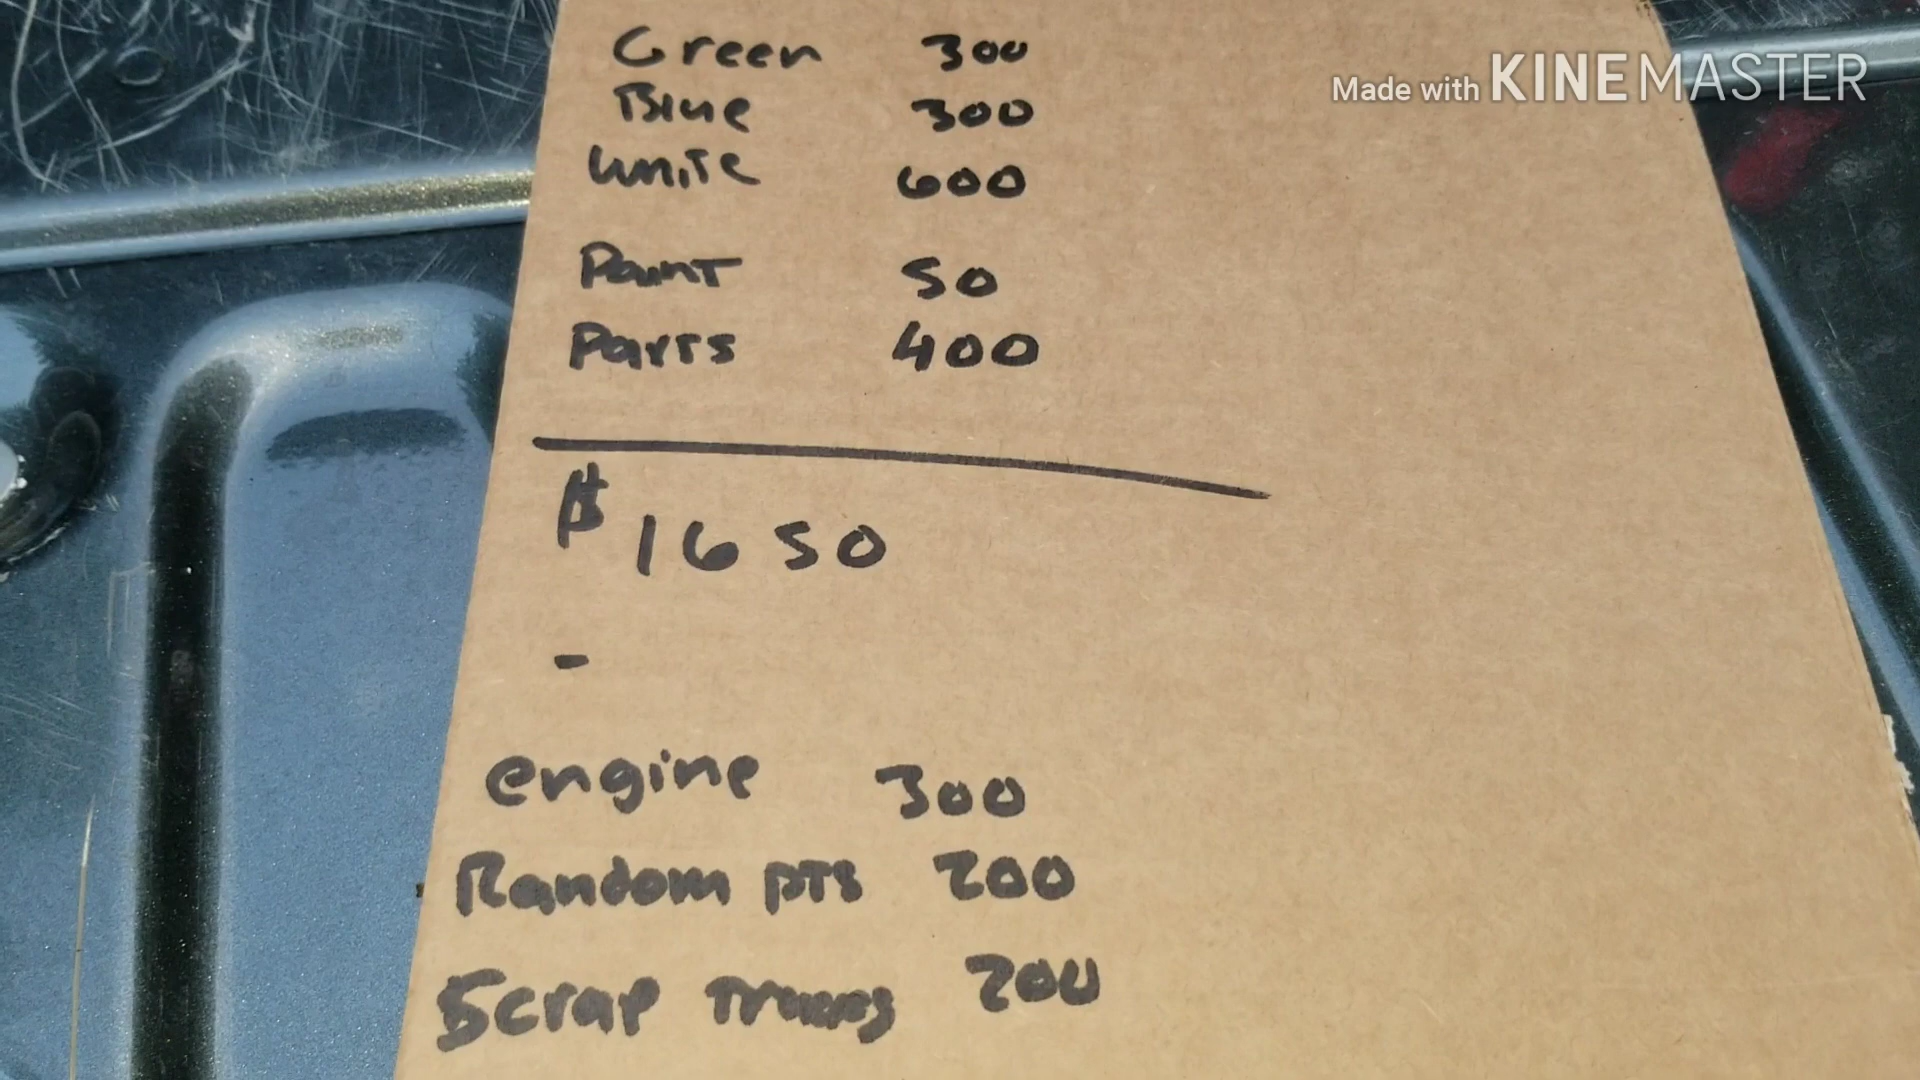 Green 300
Made with KINEMASTER
Blue 300
White 600
Paint 50
Parts 400
$ 1650
-
engine 300
Random pts 200
Scrap 200